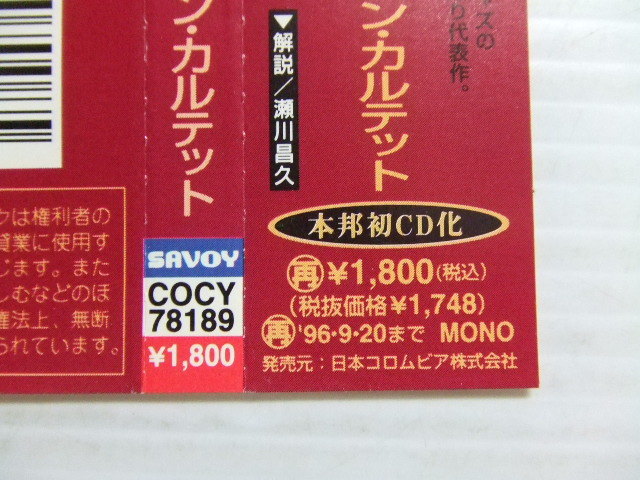 クは権利者の
貸業に使用す
じます。また
しむなどのほ
権法上、無断
られています。
ン・カルテット
SAVOY
COCY
78189
¥1,800
ズの
り代表作。
ン・カルテット
▼解説／瀬川昌久
本邦初CD化
再¥1,800(税込)
(税抜価格¥1,748)
再'96・9・20まで MONO
発売元：日本コロムビア株式会社